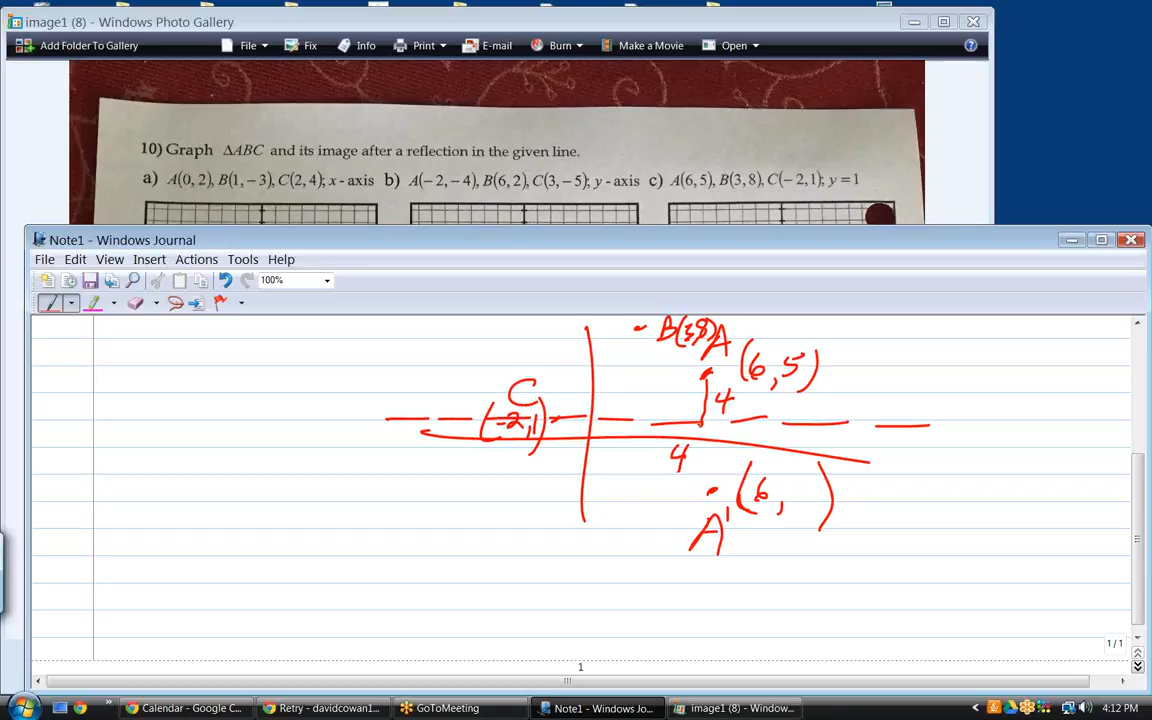 image1 (8) - Windows Photo Gallery
Add Folder To Gallery File Fix Info Print E-mail Burn Make a Movie Open
10) Graph ΔABC and its image after a reflection in the given line.
a) A(0, 2), B(1, −3), C(2, 4); x - axis b) A(−2, −4), B(6, 2), C(3, −5); y - axis c) A(6, 5), B(3, 8), C(−2, 1); y = 1
Note1 - Windows Journal
File Edit View Insert Actions Tools Help
100%
B(3,8) A
(6, 5)
C
(-2, 1)
4
4
(6, )
A'
1/1
1
Calendar - Google C... Retry - davidcowan... GoToMeeting Note1 - Windows Jo... image1 (8) - Window... 4:12 PM